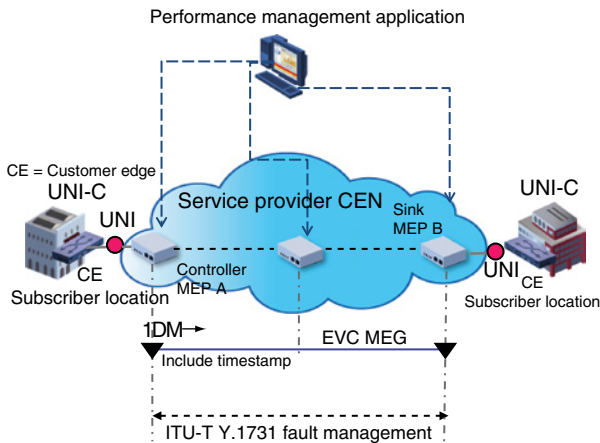 Performance management application
CE = Customer edge
UNI-C
UNI
CE
Subscriber location
Service provider CEN
Controller
MEP A
Sink
MEP B
UNI-C
UNI
CE
Subscriber location
1DM
Include timestamp
EVC MEG
ITU-T Y.1731 fault management